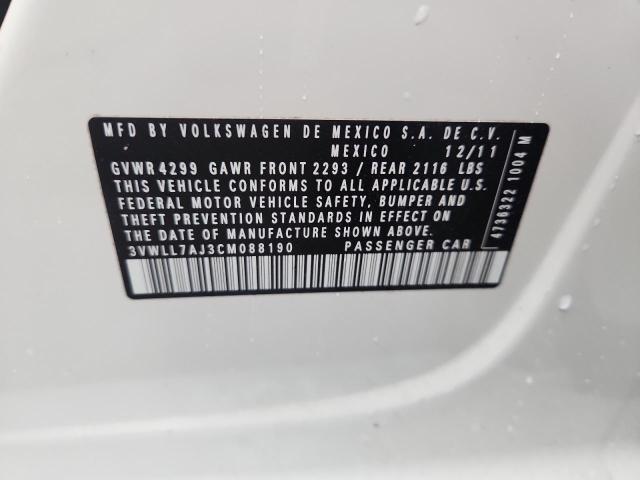 MFD BY VOLKSWAGEN DE MEXICO S.A. DE C.V.
MEXICO 12/11
GVWR 4299 GAWR FRONT 2293 / REAR 2116 LBS
THIS VEHICLE CONFORMS TO ALL APPLICABLE U.S.
FEDERAL MOTOR VEHICLE SAFETY, BUMPER AND
THEFT PREVENTION STANDARDS IN EFFECT ON
THE DATE OF MANUFACTURE SHOWN ABOVE.
3VWLL7AJ3CM088190 PASSENGER CAR
4736322 1004 M